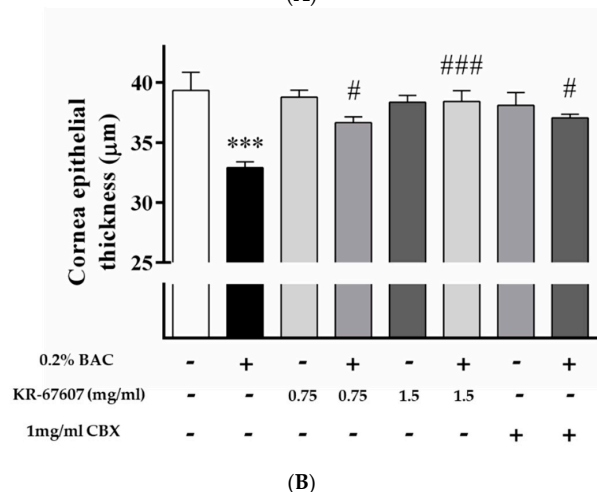 (A)
###
40
#
#
35
***
30
25
Cornea epithelial
thickness (μm)
0.2% BAC - + - + - + - +
KR-67607 (mg/ml) - - 0.75 0.75 1.5 1.5 - -
1mg/ml CBX - - - - - - + +
(B)